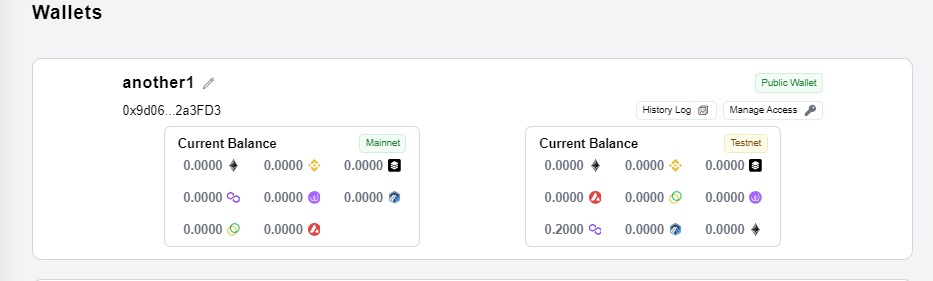 Wallets
another1
Public Wallet
0x9d06...2a3FD3
History Log
Manage Access
Current Balance
Mainnet
0.0000 0.0000 0.0000
0.0000 0.0000 0.0000
0.0000 0.0000
Current Balance
Testnet
0.0000 0.0000 0.0000
0.0000 0.0000 0.0000
0.2000 0.0000 0.0000